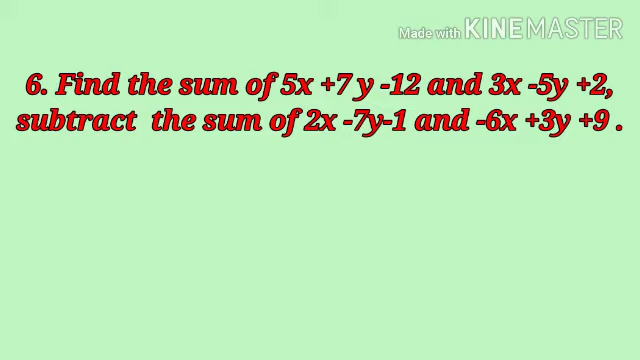 Made with KINEMASTER
6. Find the sum of 5x +7 y -12 and 3x -5y +2,
subtract the sum of 2x -7y-1 and -6x +3y +9 .